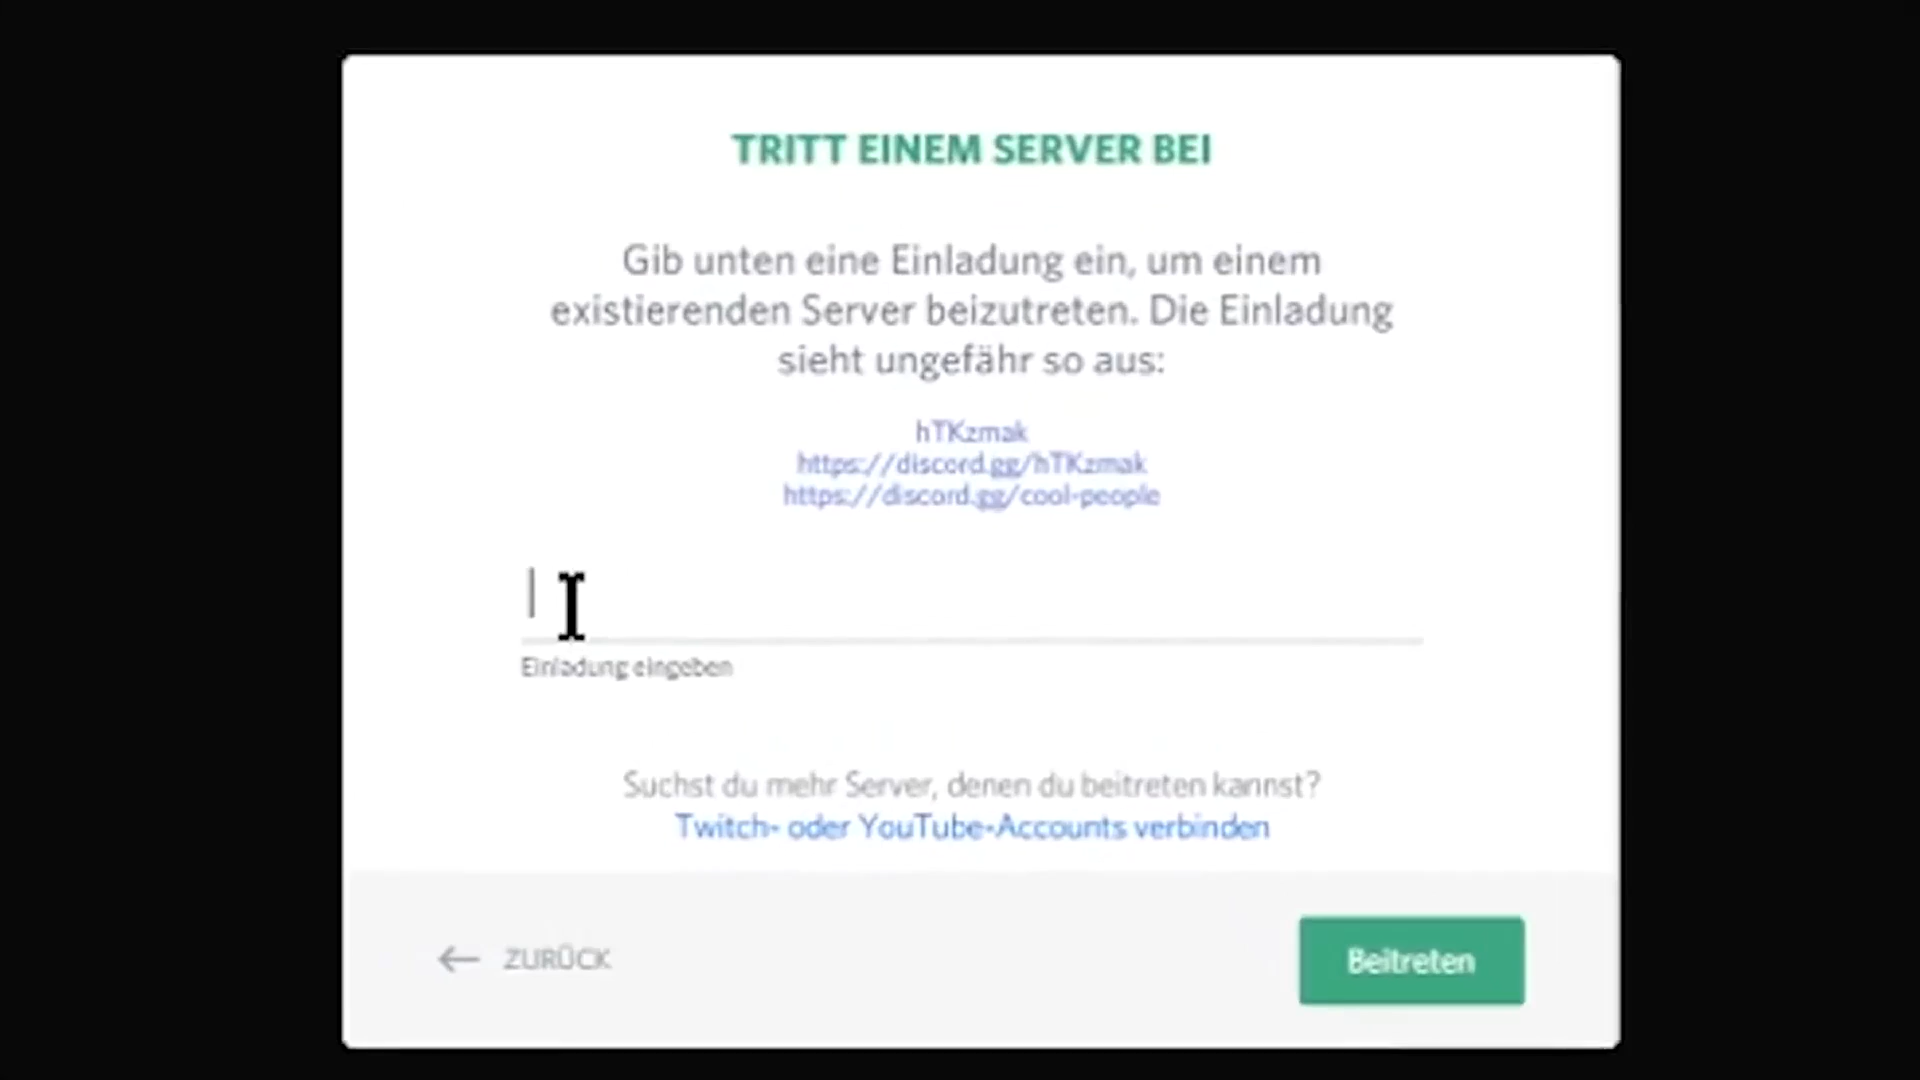 TRITT EINEM SERVER BEI
Gib unten eine Einladung ein, um einem
existierenden Server beizutreten. Die Einladung
sieht ungefähr so aus:
hTKzmak
https://discord.gg/hTKzmak
https://discord.gg/cool-people
Einladung eingeben
Suchst du mehr Server, denen du beitreten kannst?
Twitch- oder YouTube-Accounts verbinden
← ZURÜCK
Beitreten